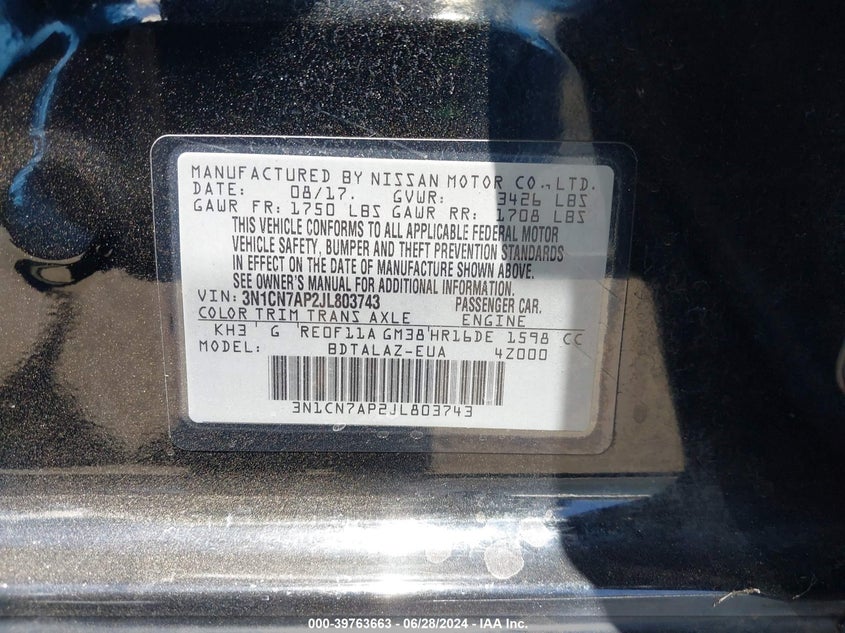 MANUFACTURED BY NISSAN MOTOR CO., LTD.
DATE: 08/17. GVWR: 3426 LBS
GAWR FR: 1750 LBS GAWR RR: 1708 LBS
THIS VEHICLE CONFORMS TO ALL APPLICABLE FEDERAL MOTOR
VEHICLE SAFETY, BUMPER AND THEFT PREVENTION STANDARDS
IN EFFECT ON THE DATE OF MANUFACTURE SHOWN ABOVE.
SEE OWNER'S MANUAL FOR ADDITIONAL INFORMATION.
VIN: 3N1CN7AP2JL803743 PASSENGER CAR.
COLOR TRIM TRANS AXLE ENGINE
KH3 G RE0F11A GM38 HR16DE 1598 CC
MODEL: BDTALAZ-EUA 4Z000
3N1CN7AP2JL803743
000-39763663 - 06/28/2024 - IAA Inc.